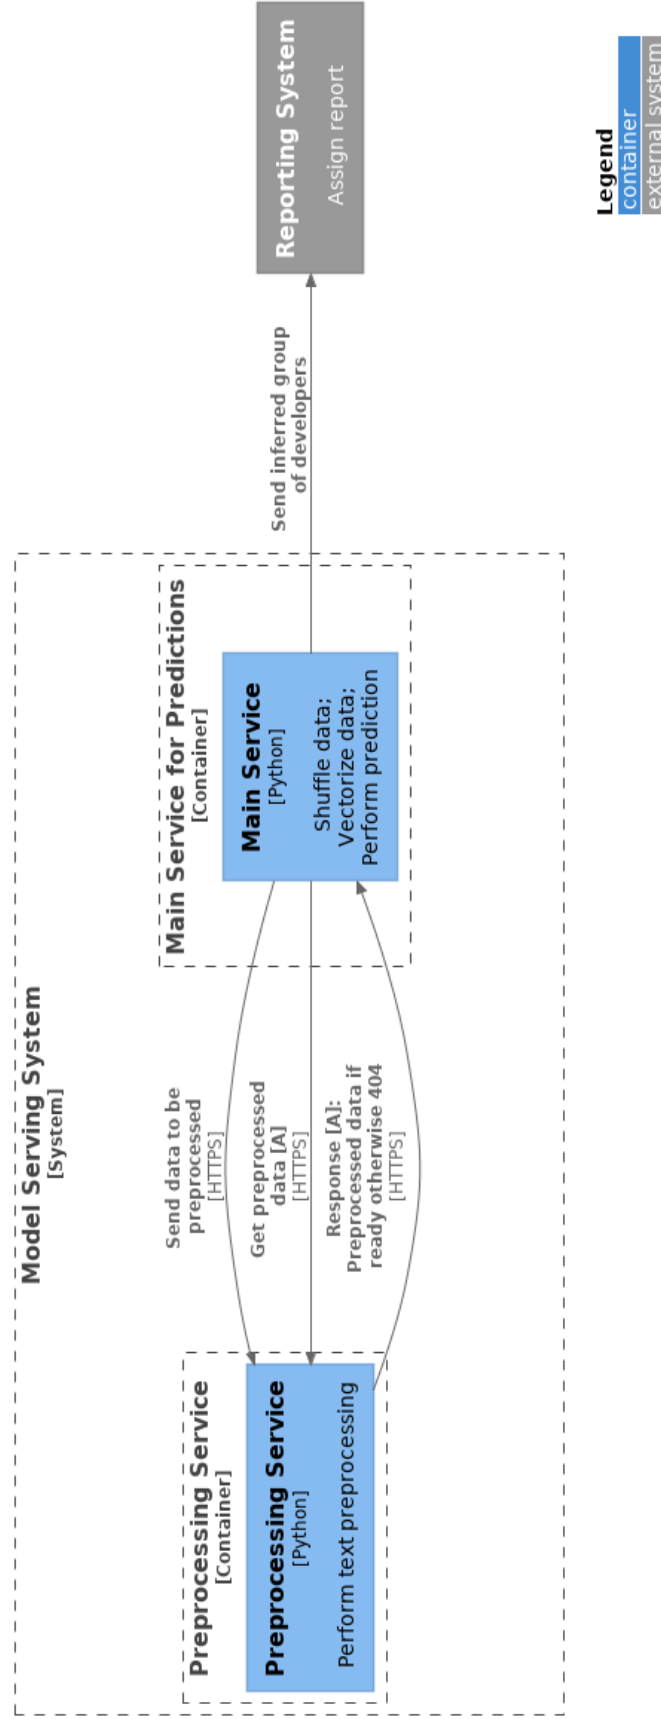 Model Serving System
[System]
Preprocessing Service
[Container]
Preprocessing Service
[Python]
Perform text preprocessing
Send data to be
preprocessed
[HTTPS]
Get preprocessed
data [A]
[HTTPS]
Response [A]:
Preprocessed data if
ready otherwise 404
[HTTPS]
Main Service for Predictions
[Container]
Main Service
[Python]
Shuffle data;
Vectorize data;
Perform prediction
Send inferred group
of developers
Reporting System
Assign report
Legend
container
external system